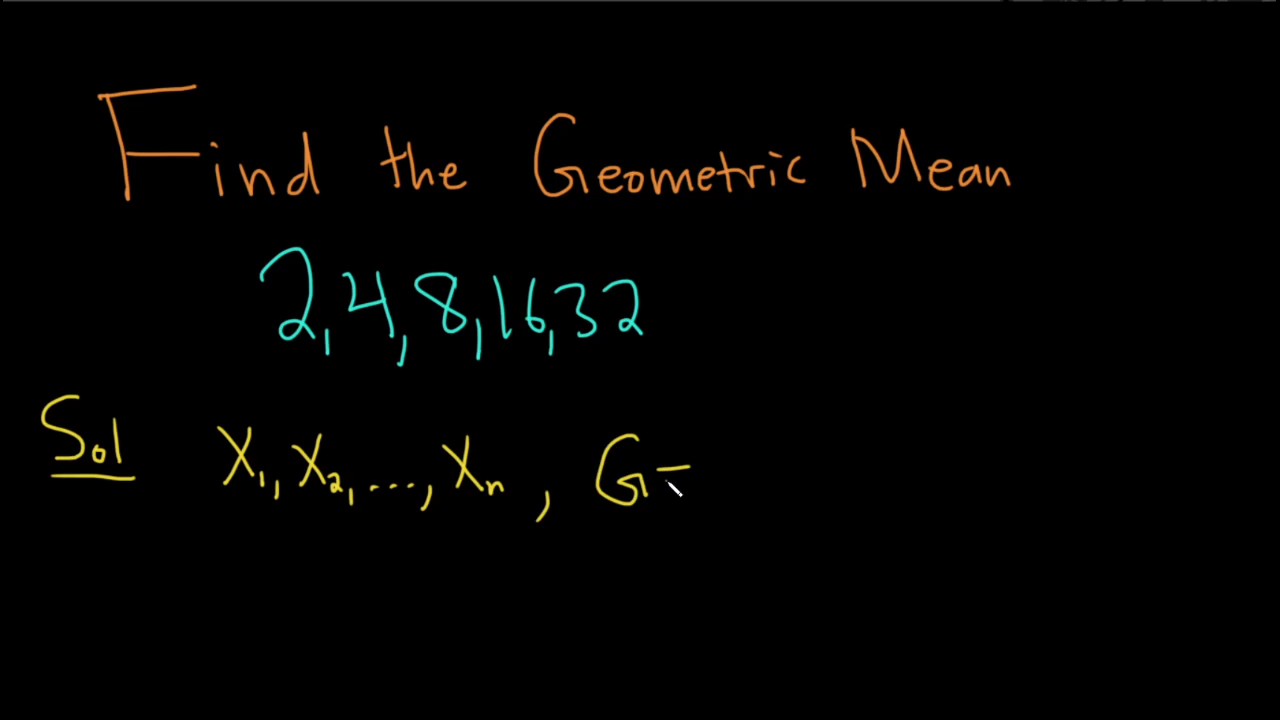 Find the Geometric Mean
2, 4, 8, 16, 32
Sol X₁, X₂, ..., Xₙ, G-